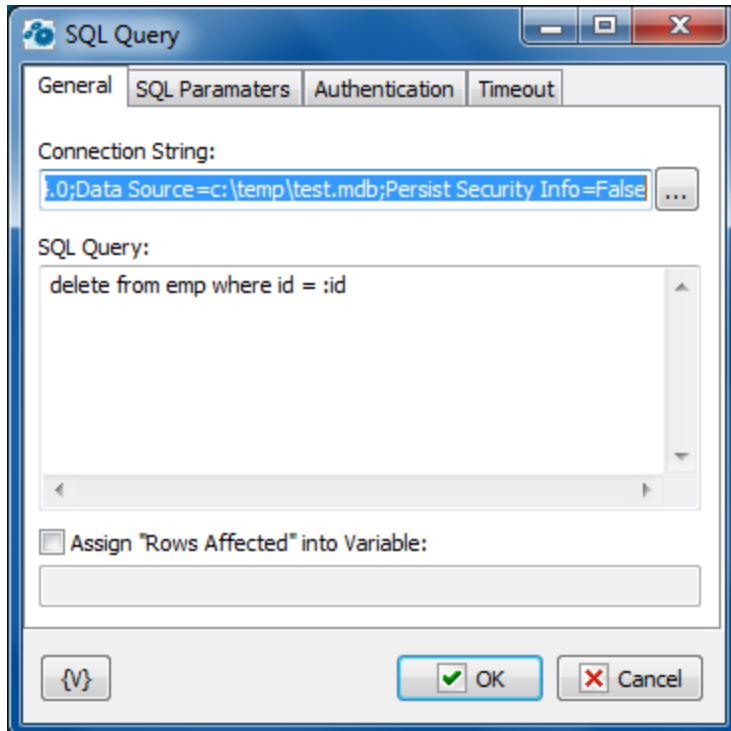 SQL Query
General SQL Paramaters Authentication Timeout
Connection String:
.0;Data Source=c:\temp\test.mdb;Persist Security Info=False ...
SQL Query:
delete from emp where id = :id
Assign "Rows Affected" into Variable:
{V} OK Cancel